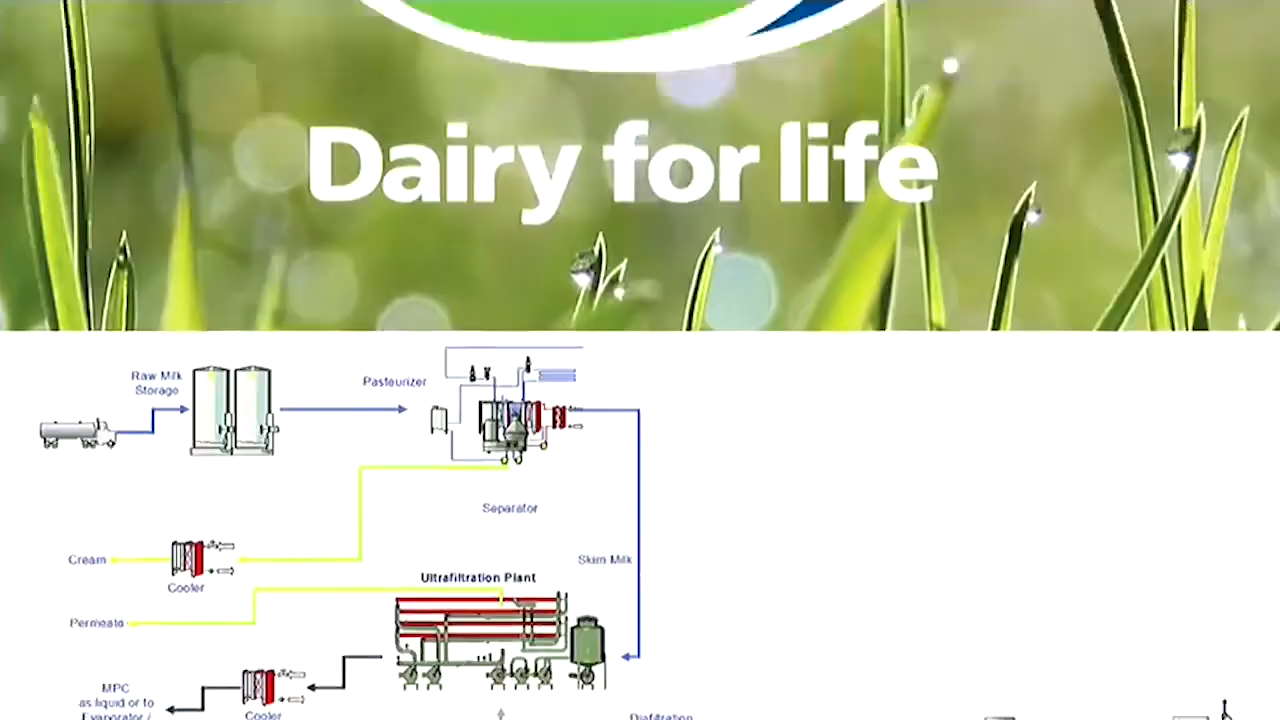 Dairy for life
Raw Milk
Storage
Pasteurizer
Separator
Cream
Skim Milk
Cooler
Ultrafiltration Plant
Permeate
MPC
as liquid or to
Evaporator /
Cooler
Diafiltration